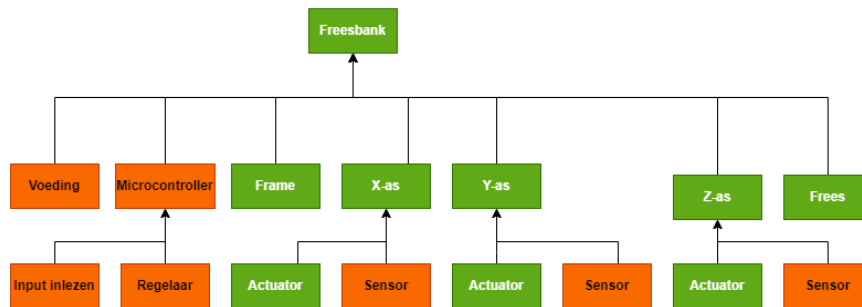 Freesbank
Voeding
Microcontroller
Frame
X-as
Y-as
Z-as
Frees
Input inlezen
Regelaar
Actuator
Sensor
Actuator
Sensor
Actuator
Sensor